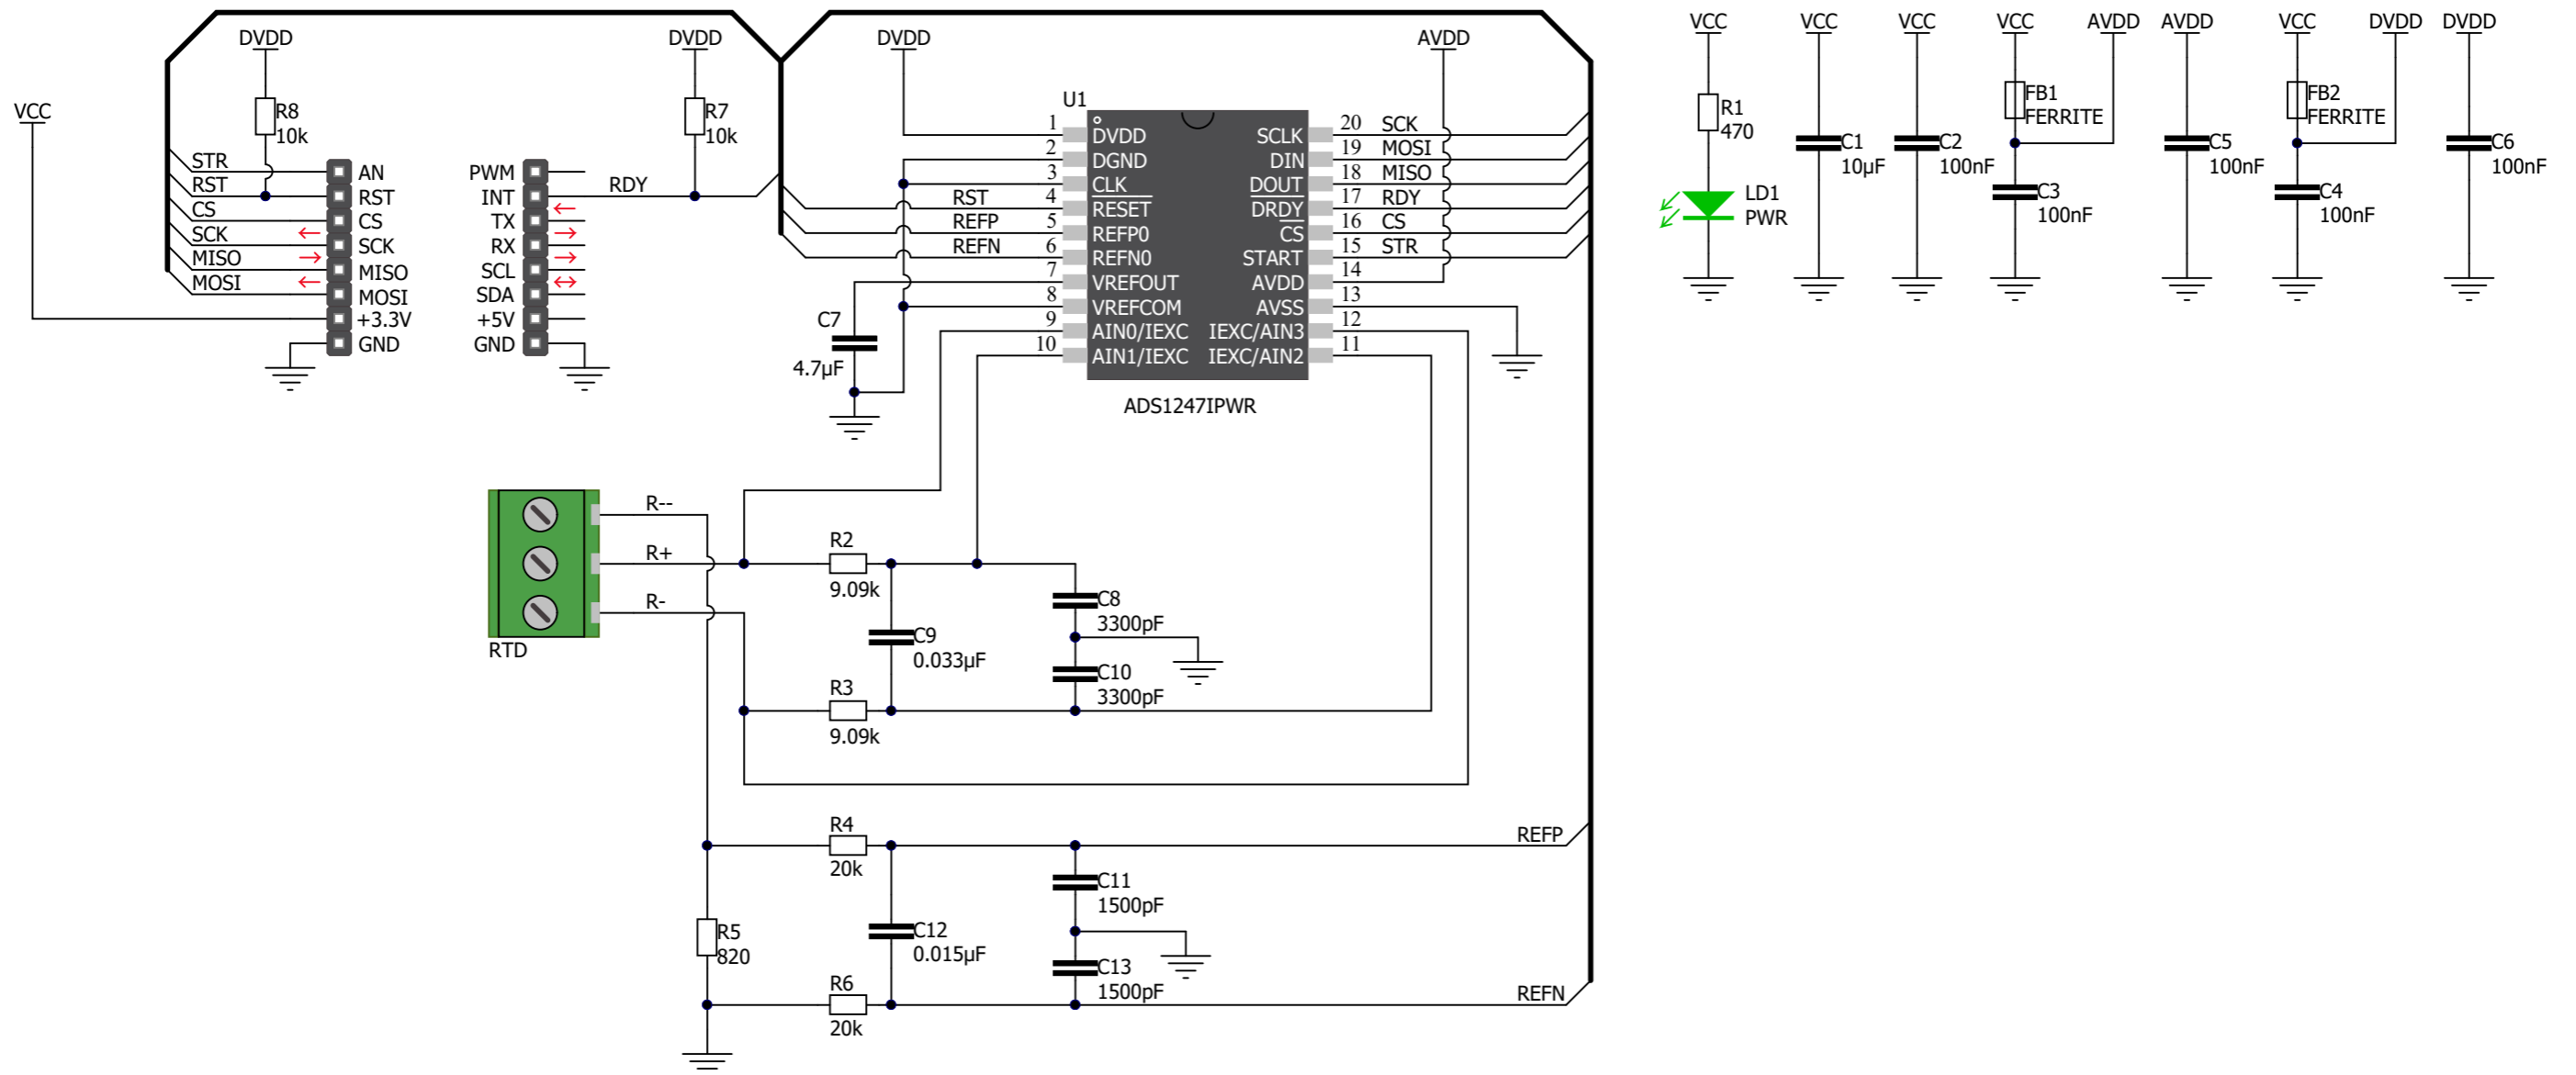 VCC
DVDD
R8
10k
DVDD
R7
10k
STR
RST
CS
SCK
MISO
MOSI
AN
RST
CS
SCK
MISO
MOSI
+3.3V
GND
PWM
INT
TX
RX
SCL
SDA
+5V
GND
RDY
DVDD
AVDD
U1
1
2
3
4
5
6
7
8
9
10
RST
REFP
REFN
DVDD
DGND
CLK
RESET
REFP0
REFN0
VREFOUT
VREFCOM
AIN0/IEXC
AIN1/IEXC
SCLK
DIN
DOUT
DRDY
CS
START
AVDD
AVSS
IEXC/AIN3
IEXC/AIN2
20
19
18
17
16
15
14
13
12
11
SCK
MOSI
MISO
RDY
CS
STR
ADS1247IPWR
C7
4.7µF
VCC
R1
470
LD1
PWR
VCC
C1
10µF
VCC
C2
100nF
VCC
FB1
FERRITE
AVDD
C3
100nF
AVDD
C5
100nF
VCC
FB2
FERRITE
DVDD
C4
100nF
DVDD
C6
100nF
R--
R+
R-
RTD
R2
9.09k
C9
0.033µF
C8
3300pF
C10
3300pF
R3
9.09k
R4
20k
REFP
C11
1500pF
R5
820
C12
0.015µF
C13
1500pF
R6
20k
REFN